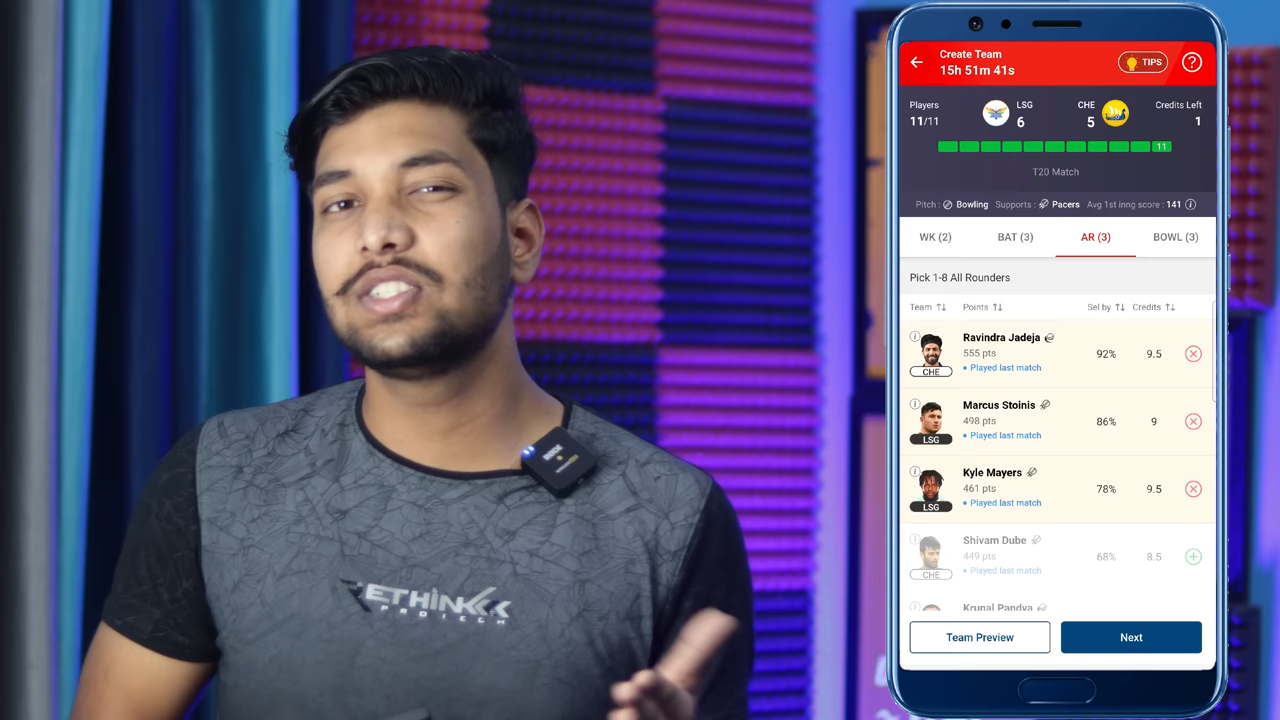 Create Team
15h 51m 41s
TIPS
?
Players
11/11
LSG
6
CHE
5
Credits Left
1
11
T20 Match
Pitch : Bowling Supports : Pacers Avg 1st inng score : 141
WK (2) BAT (3) AR (3) BOWL (3)
Pick 1-8 All Rounders
Team Points Sel by Credits
Ravindra Jadeja
555 pts
Played last match
CHE
92% 9.5
Marcus Stoinis
498 pts
Played last match
LSG
86% 9
Kyle Mayers
461 pts
Played last match
LSG
78% 9.5
Shivam Dube
449 pts
Played last match
CHE
68% 8.5
Krunal Pandya
Team Preview Next
RODE
RETHINK
PROJECT